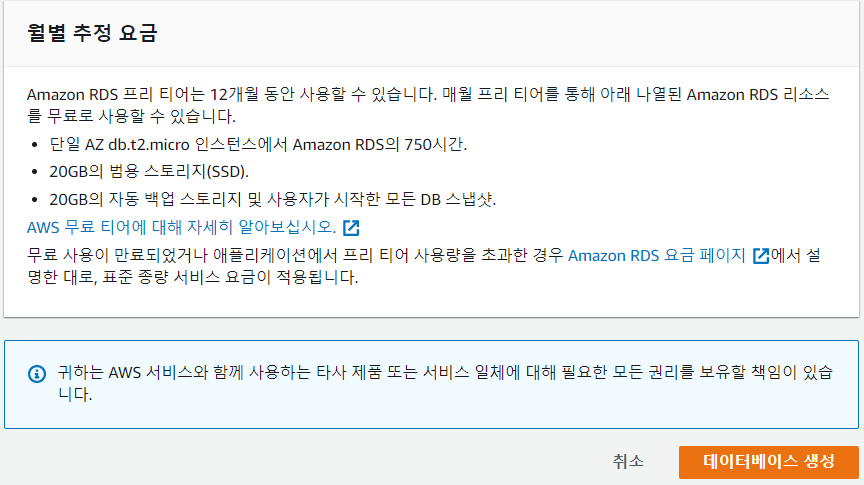 월별 추정 요금
Amazon RDS 프리 티어는 12개월 동안 사용할 수 있습니다. 매월 프리 티어를 통해 아래 나열된 Amazon RDS 리소스
를 무료로 사용할 수 있습니다.
• 단일 AZ db.t2.micro 인스턴스에서 Amazon RDS의 750시간.
• 20GB의 범용 스토리지(SSD).
• 20GB의 자동 백업 스토리지 및 사용자가 시작한 모든 DB 스냅샷.
AWS 무료 티어에 대해 자세히 알아보십시오.
무료 사용이 만료되었거나 애플리케이션에서 프리 티어 사용량을 초과한 경우 Amazon RDS 요금 페이지 에서 설
명한 대로, 표준 종량 서비스 요금이 적용됩니다.
귀하는 AWS 서비스와 함께 사용하는 타사 제품 또는 서비스 일체에 대해 필요한 모든 권리를 보유할 책임이 있습
니다.
취소
데이터베이스 생성